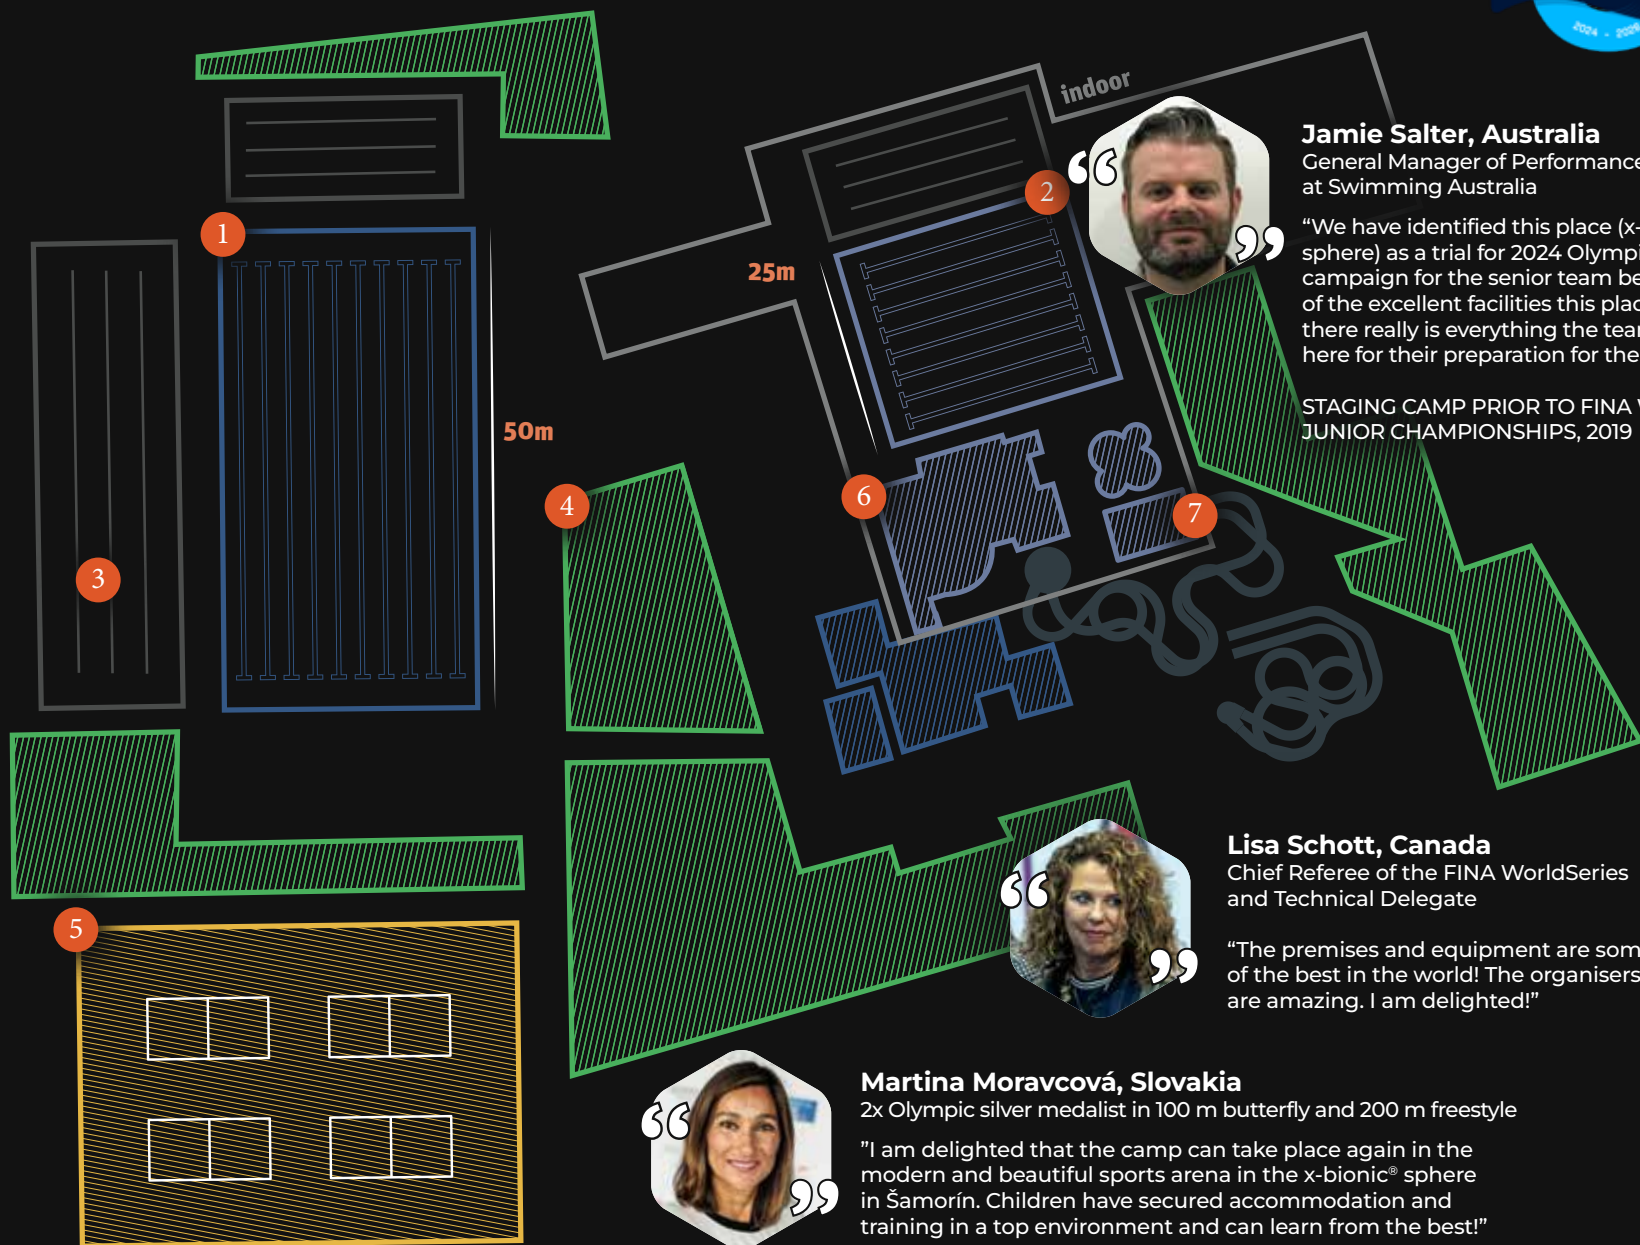 2024 - 2028
indoor
Jamie Salter, Australia
General Manager of Performance
at Swimming Australia
“We have identified this place (x-
sphere) as a trial for 2024 Olympi
campaign for the senior team be
of the excellent facilities this plac
there really is everything the tear
here for their preparation for the
STAGING CAMP PRIOR TO FINA
JUNIOR CHAMPIONSHIPS, 2019
1
2
25m
50m
3
4
6
7
5
Lisa Schott, Canada
Chief Referee of the FINA WorldSeries
and Technical Delegate
“The premises and equipment are som
of the best in the world! The organisers
are amazing. I am delighted!”
Martina Moravcová, Slovakia
2x Olympic silver medalist in 100 m butterfly and 200 m freestyle
”I am delighted that the camp can take place again in the
modern and beautiful sports arena in the x-bionic® sphere
in Šamorín. Children have secured accommodation and
training in a top environment and can learn from the best!”